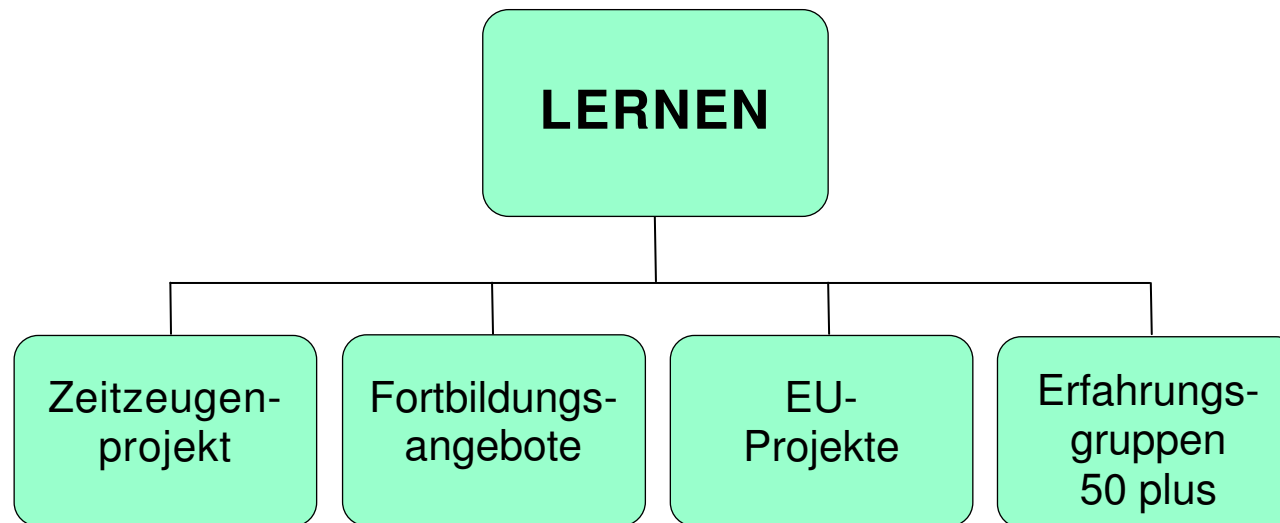 LERNEN
Zeitzeugen-
projekt
Fortbildungs-
angebote
EU-
Projekte
Erfahrungs-
gruppen
50 plus